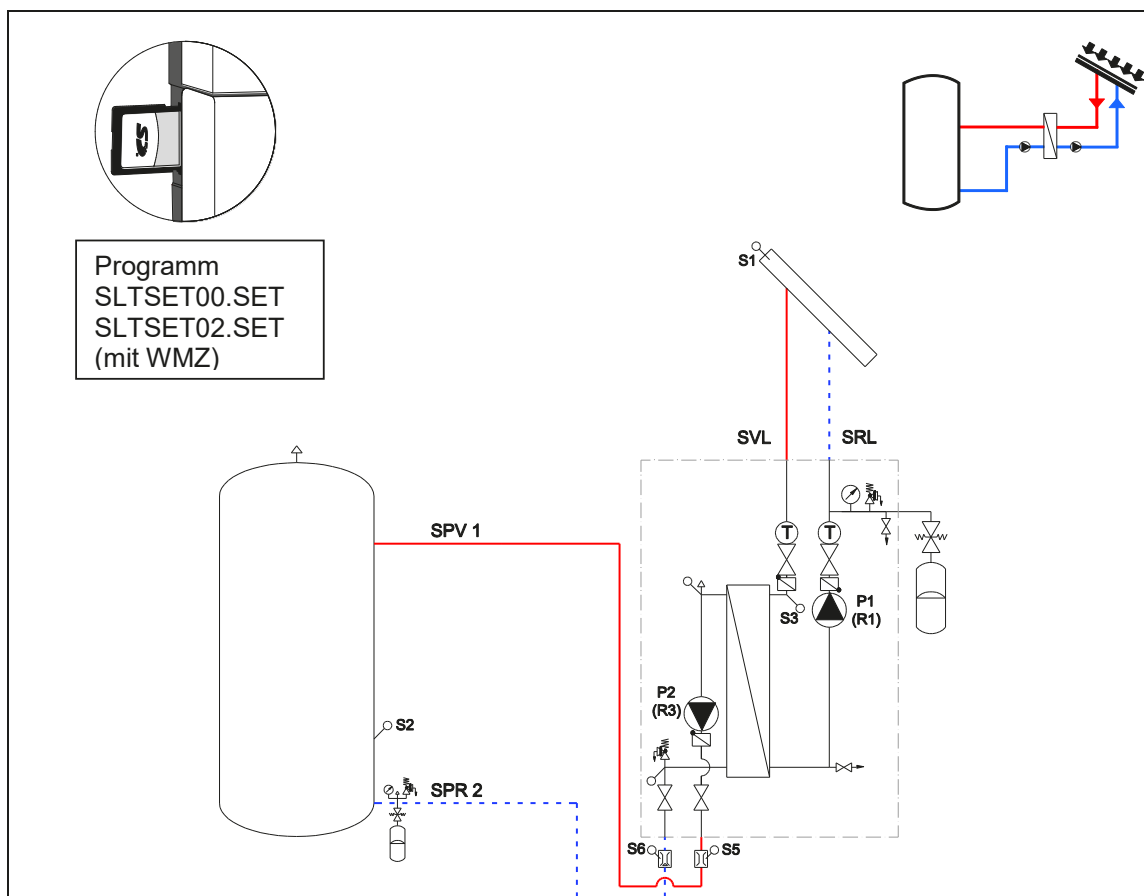 Programm
SLTSET00.SET
SLTSET02.SET
(mit WMZ)
S1
SVL
SRL
SPV 1
T
T
P1
(R1)
S3
P2
(R3)
S2
SPR 2
S6
S5